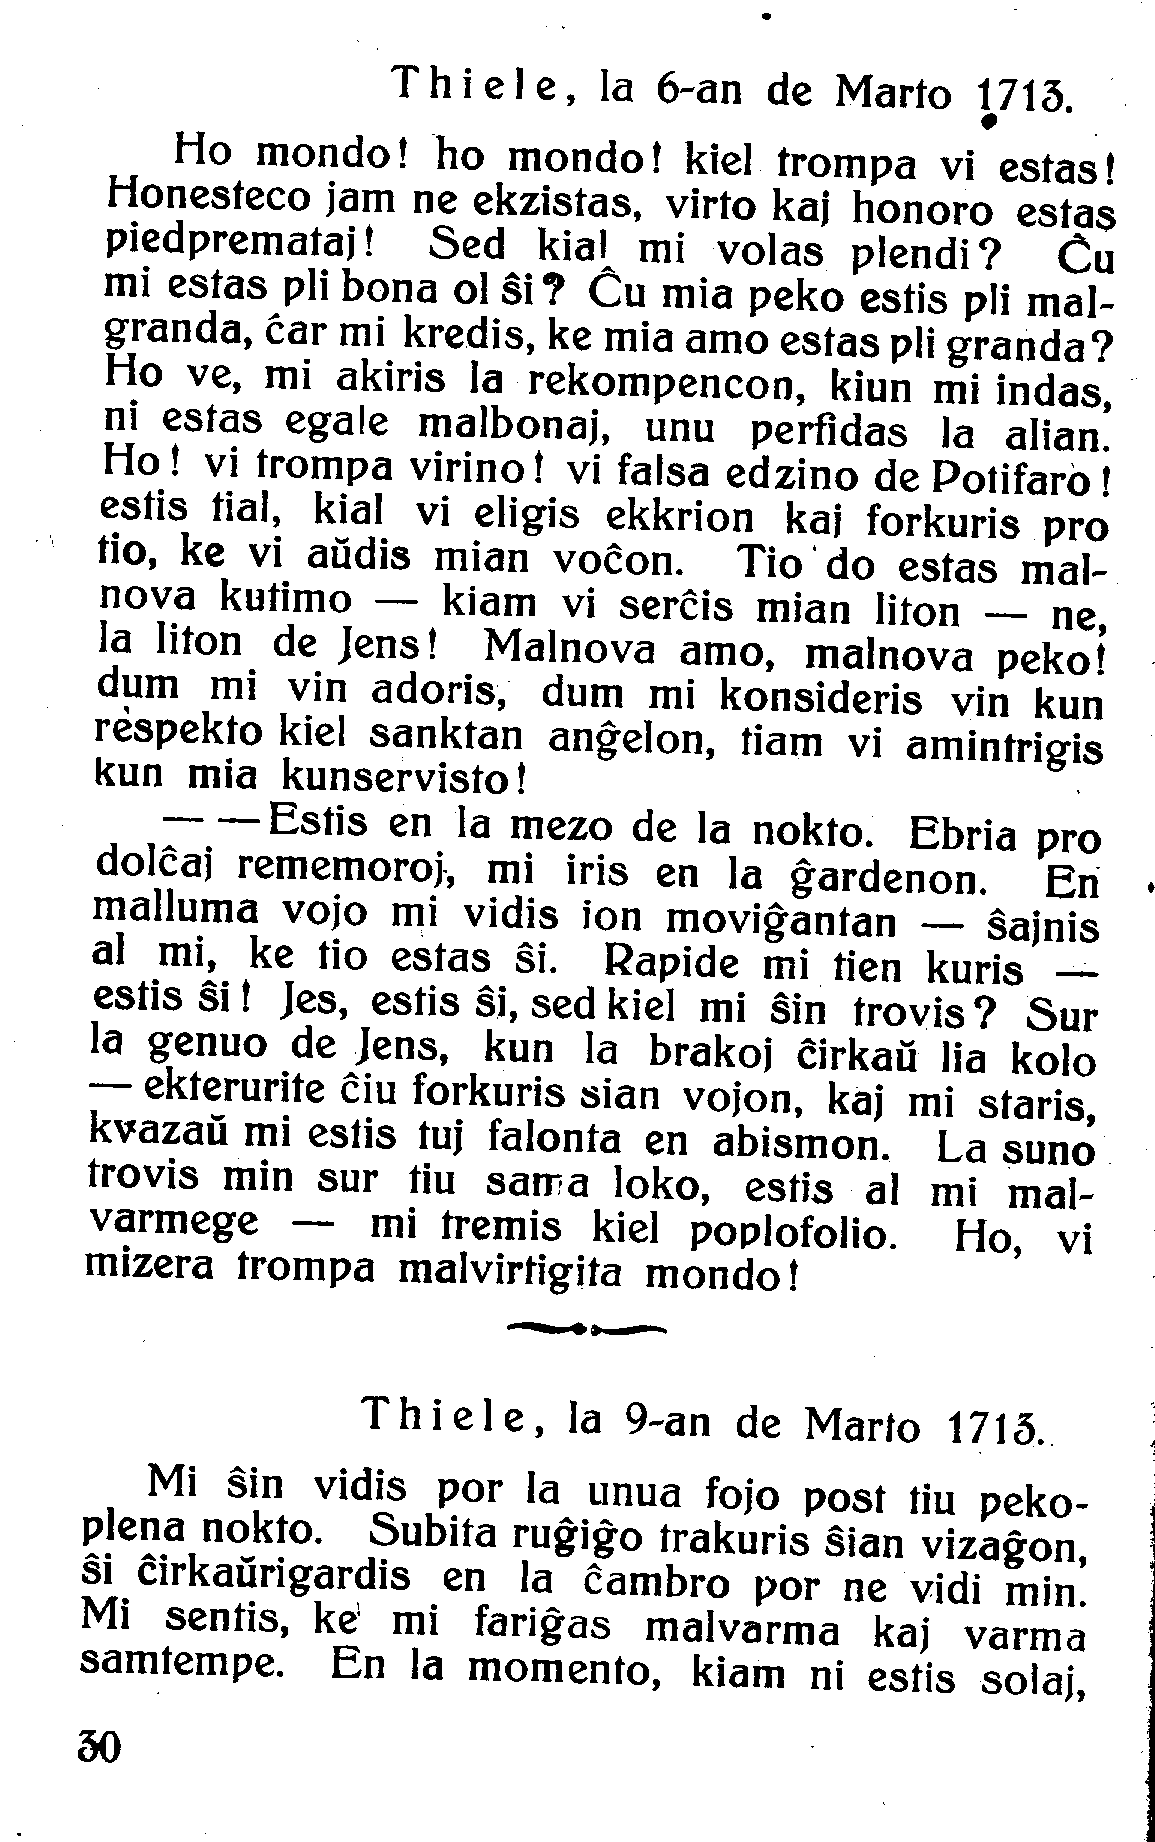 Thiele, la 6-an de Marto 1713.
Ho mondo! ho mondo! kiel trompa vi estas!
Honesteco jam ne ekzistas, virto kaj honoro estas
piedpremataj! Sed kial mi volas plendi? Ĉu
mi estas pli bona ol ŝi? Ĉu mia peko estis pli mal-
granda, ĉar mi kredis, ke mia amo estas pli granda?
Ho ve, mi akiris la rekompencon, kiun mi indas,
ni estas egale malbonaj, unu perfidas la alian.
Ho! vi trompa virino! vi falsa edzino de Potifaro!
estis tial, kial vi eligis ekkrion kaj forkuris pro
tio, ke vi aŭdis mian voĉon. Tio do estas mal-
nova kutimo — kiam vi serĉis mian liton — ne,
la liton de Jens! Malnova amo, malnova peko!
dum mi vin adoris, dum mi konsideris vin kun
respekto kiel sanktan anĝelon, tiam vi amintrigis
kun mia kunservisto!
— — Estis en la mezo de la nokto. Ebria pro
dolĉaj rememoroj, mi iris en la ĝardenon. En
malluma vojo mi vidis ion moviĝantan — ŝajnis
al mi, ke tio estas ŝi. Rapide mi tien kuris —
estis ŝi! Jes, estis ŝi, sed kiel mi ŝin trovis? Sur
la genuo de Jens, kun la brakoj ĉirkaŭ lia kolo
— ekterurite ĉiu forkuris sian vojon, kaj mi staris,
kvazaŭ mi estis tuj falonta en abismon. La suno
trovis min sur tiu sama loko, estis al mi mal-
varmege — mi tremis kiel poplofolio. Ho, vi
mizera trompa malvirtigita mondo!
Thiele, la 9-an de Marto 1713.
Mi ŝin vidis por la unua fojo post tiu peko-
plena nokto. Subita ruĝiĝo trakuris ŝian vizaĝon,
ŝi ĉirkaŭrigardis en la ĉambro por ne vidi min.
Mi sentis, ke mi fariĝas malvarma kaj varma
samtempe. En la momento, kiam ni estis solaj,
30